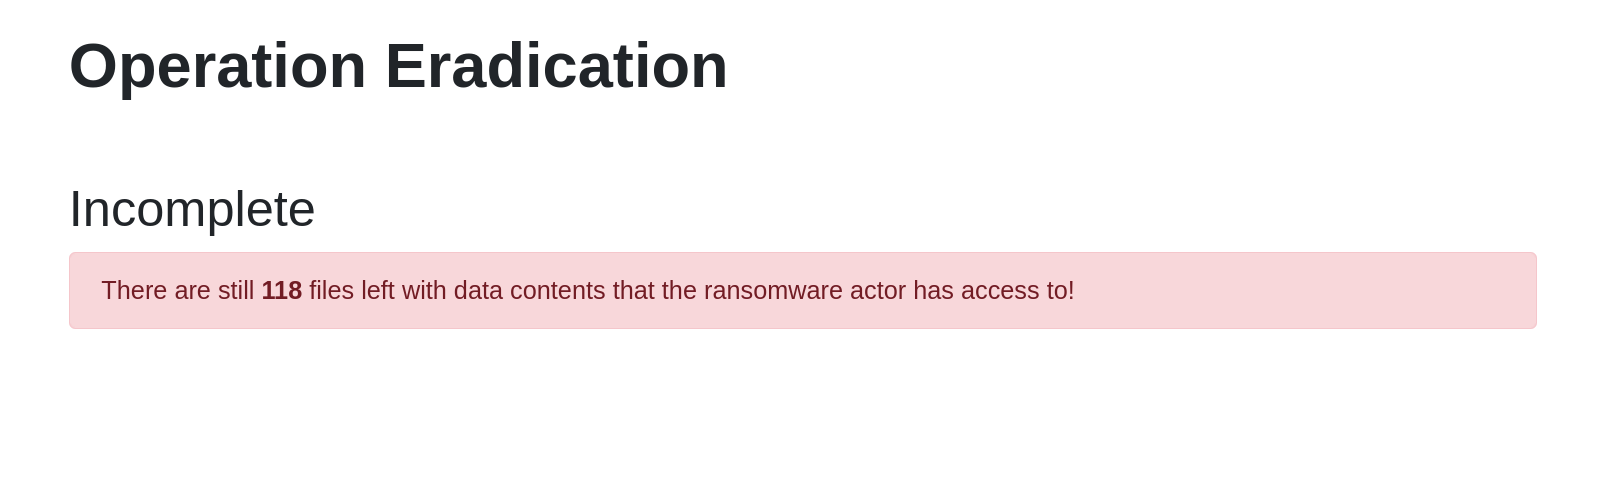 Operation Eradication
Incomplete
There are still 118 files left with data contents that the ransomware actor has access to!